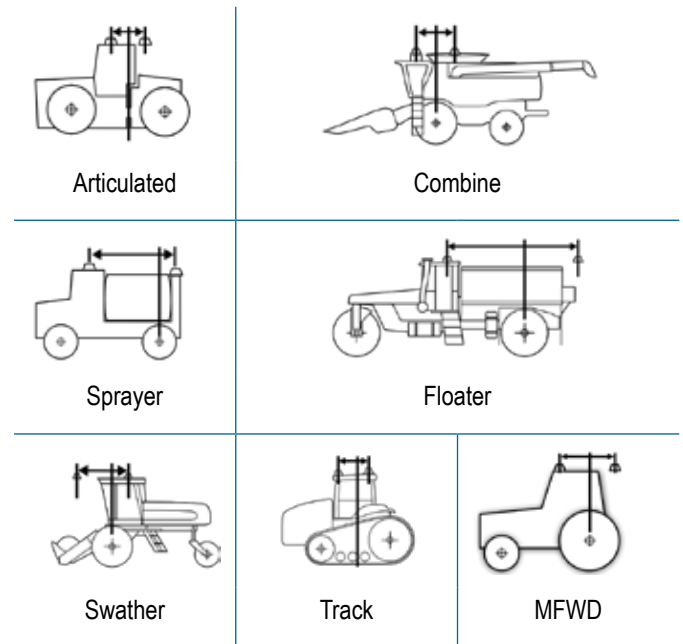 Articulated
Combine
Sprayer
Floater
Swather
Track
MFWD